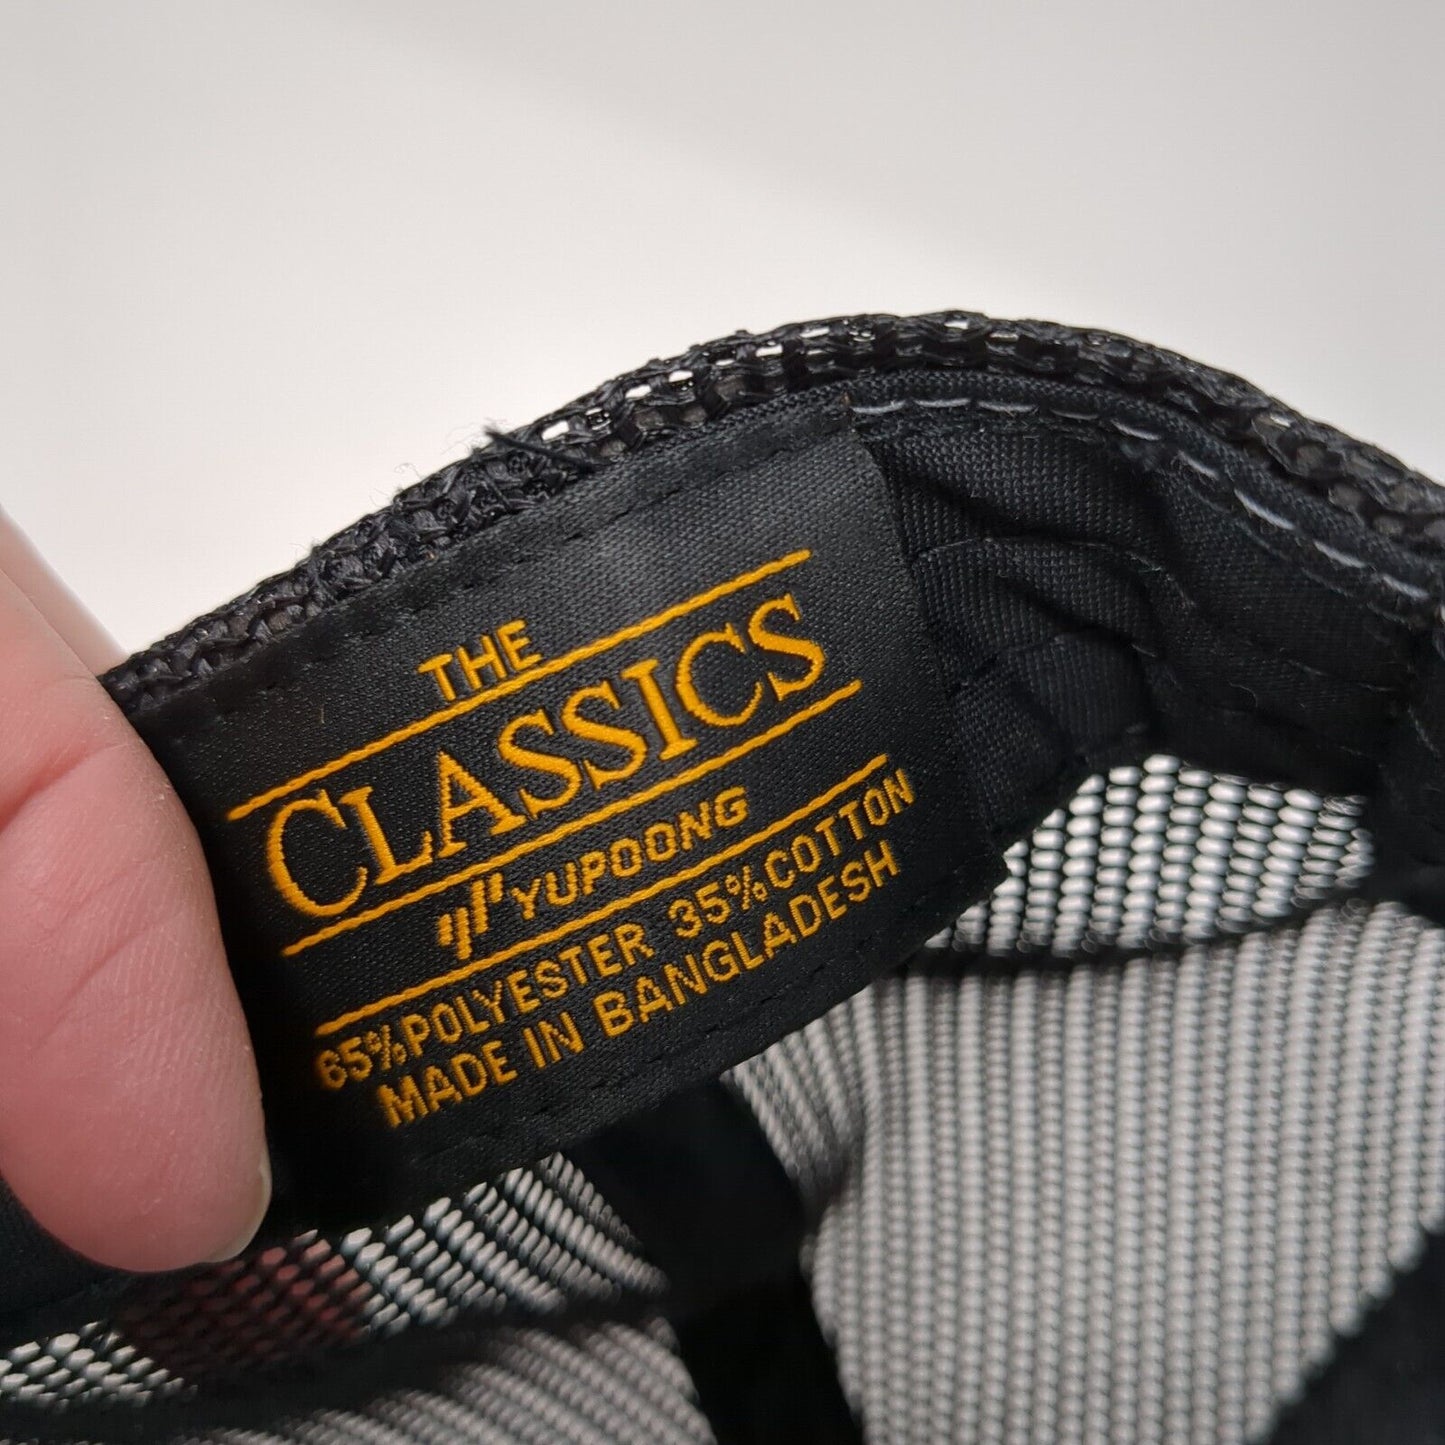 THE
CLASSICS
YUPOONG
65%POLYESTER 35%COTTON
MADE IN BANGLADESH